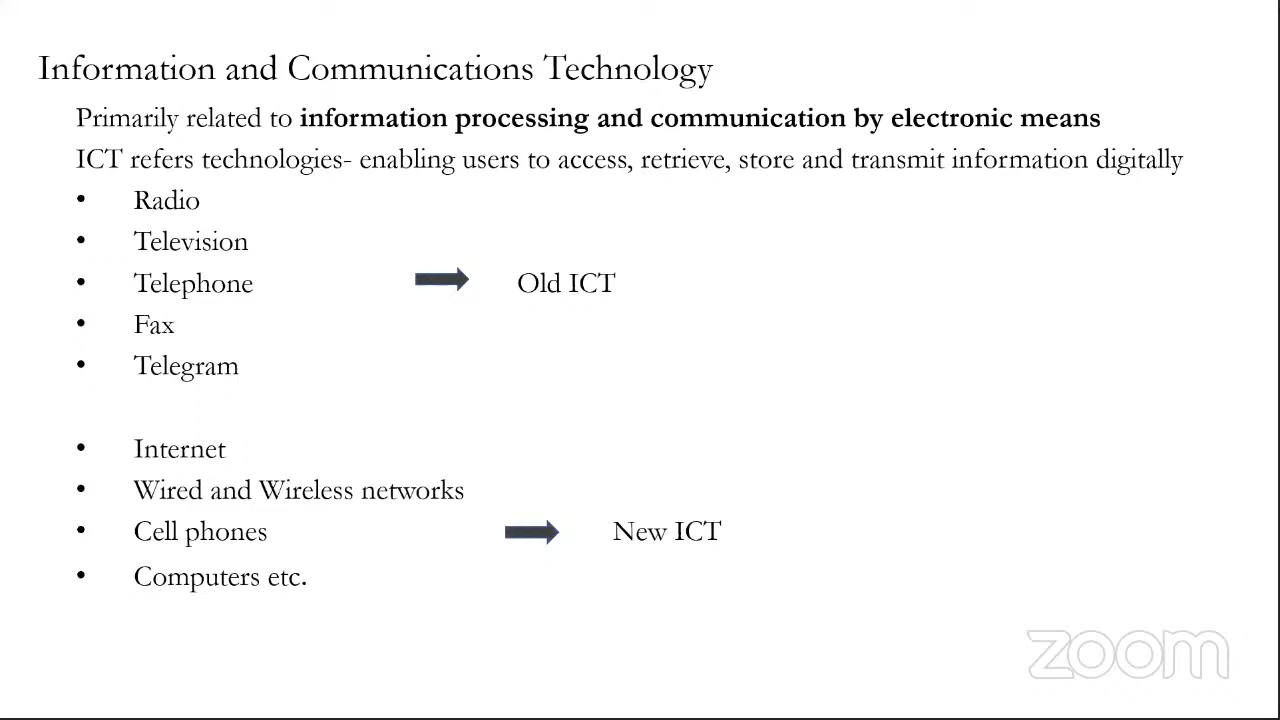 Information and Communications Technology
Primarily related to information processing and communication by electronic means
ICT refers technologies- enabling users to access, retrieve, store and transmit information digitally
• Radio
• Television
• Telephone Old ICT
• Fax
• Telegram
• Internet
• Wired and Wireless networks
• Cell phones New ICT
• Computers etc.
zoom